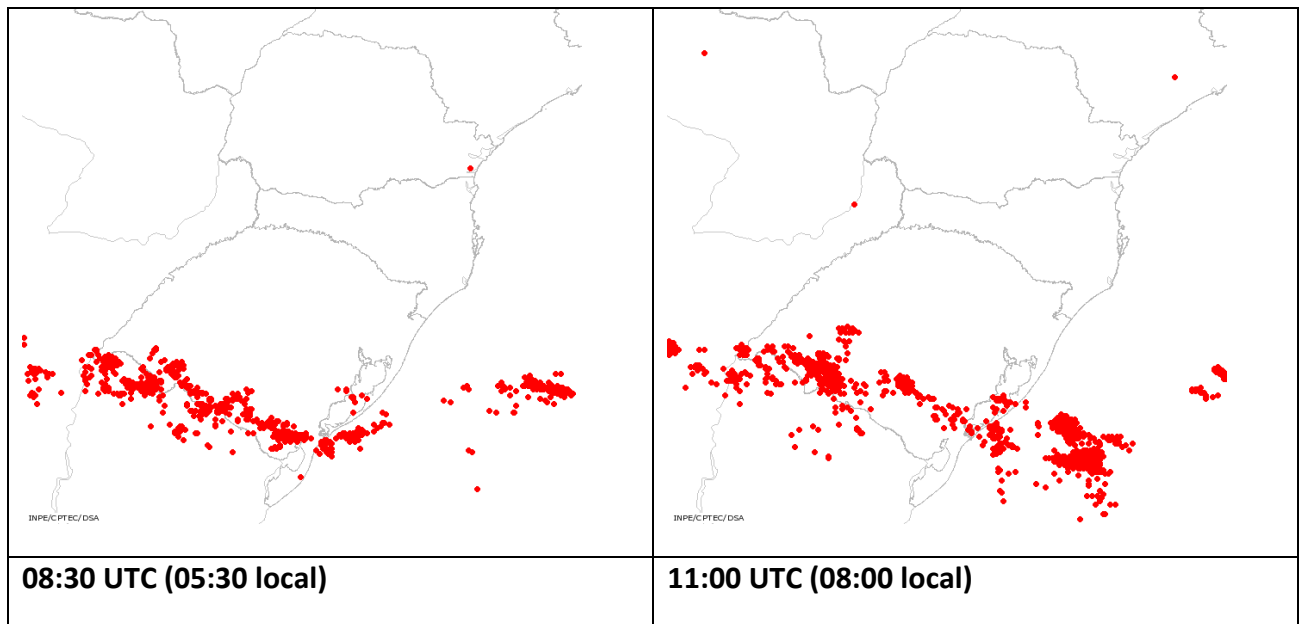 INPE/CPTEC/DSA
INPE/CPTEC/DSA
08:30 UTC (05:30 local)
11:00 UTC (08:00 local)